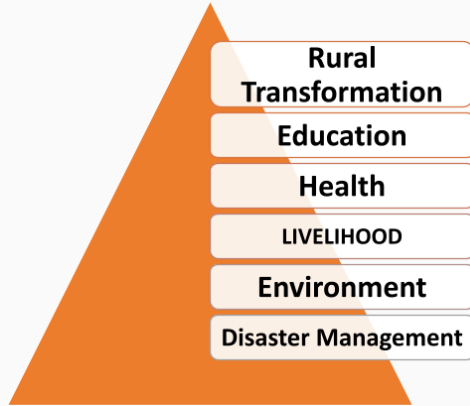 Rural
Transformation
Education
Health
LIVELIHOOD
Environment
Disaster Management